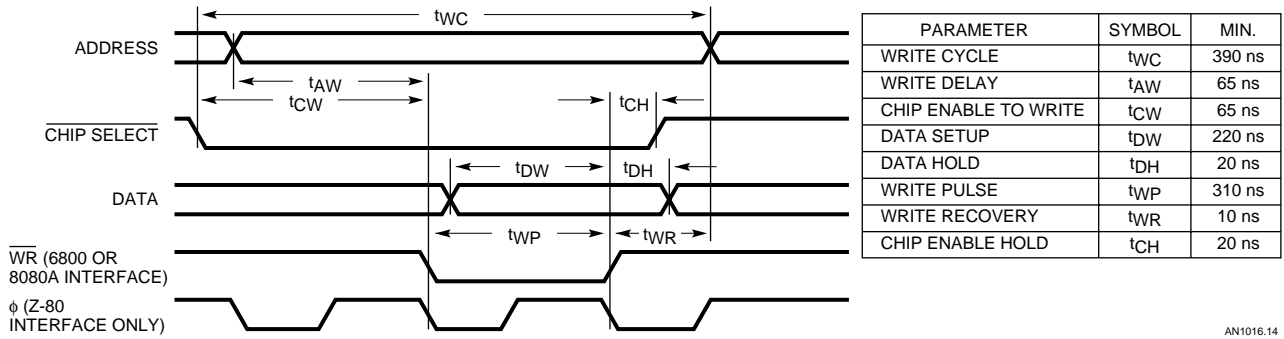 tWC
ADDRESS
tAW
tCW
tCH
CHIP SELECT
tDW
tDH
DATA
tWP
tWR
WR (6800 OR
8080A INTERFACE)
ϕ (Z-80
INTERFACE ONLY)
PARAMETER SYMBOL MIN.
WRITE CYCLE tWC 390 ns
WRITE DELAY tAW 65 ns
CHIP ENABLE TO WRITE tCW 65 ns
DATA SETUP tDW 220 ns
DATA HOLD tDH 20 ns
WRITE PULSE tWP 310 ns
WRITE RECOVERY tWR 10 ns
CHIP ENABLE HOLD tCH 20 ns
AN1016.14